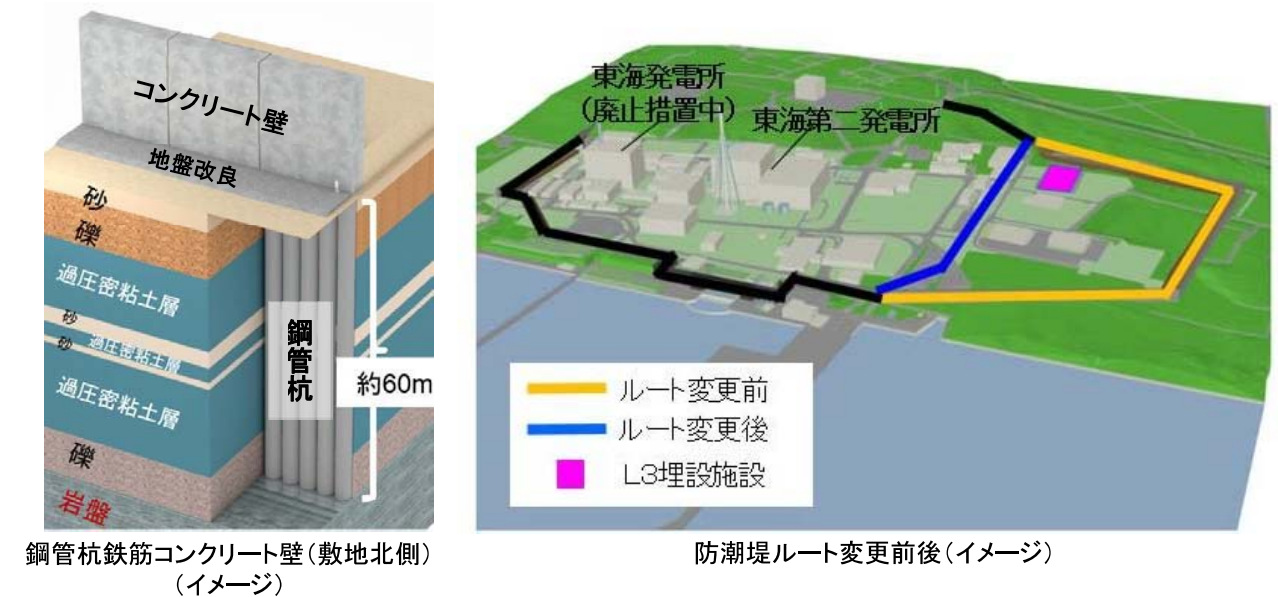 コンクリート壁
地盤改良
砂
礫
過圧密粘土層
砂
過圧密粘土層
砂
過圧密粘土層
礫
岩盤
鋼管杭
約60m
鋼管杭鉄筋コンクリート壁（敷地北側）
（イメージ）
東海発電所
（廃止措置中）
東海第二発電所
ルート変更前
ルート変更後
L3埋設施設
防潮堤ルート変更前後（イメージ）